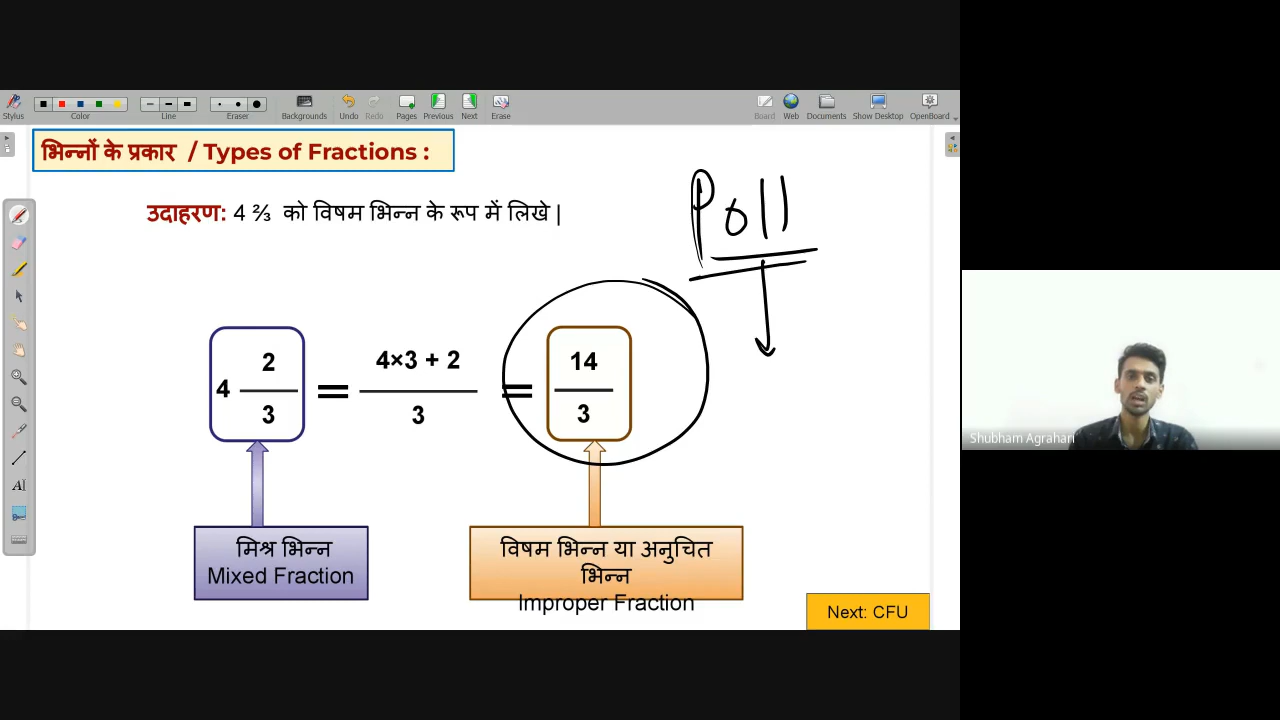 Stylus
Color
Line
Eraser
Backgrounds
Undo
Redo
Pages
Previous
Next
Erase
Board
Web
Documents
Show Desktop
OpenBoard
भिन्नों के प्रकार / Types of Fractions :
उदाहरण: 4 ⅔ को विषम भिन्न के रूप में लिखे |
Poll
4 2/3 = 4×3 + 2/3 = 14/3
मिश्र भिन्न
Mixed Fraction
विषम भिन्न या अनुचित
भिन्न
Improper Fraction
Next: CFU
Shubham Agrahari